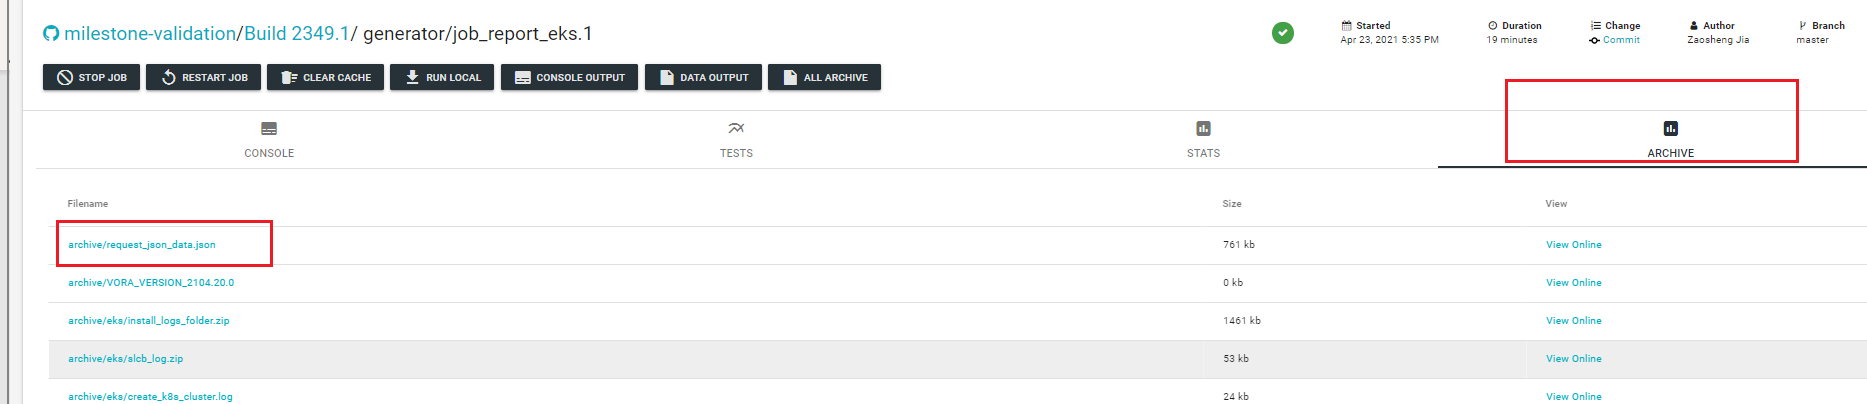 milestone-validation/Build 2349.1/ generator/job_report_eks.1
Started
Apr 23, 2021 5:35 PM
Duration
19 minutes
Change
Commit
Author
Zaosheng Jia
Branch
master
STOP JOB
RESTART JOB
CLEAR CACHE
RUN LOCAL
CONSOLE OUTPUT
DATA OUTPUT
ALL ARCHIVE
CONSOLE
TESTS
STATS
ARCHIVE
Filename Size View
archive/request_json_data.json 761 kb View Online
archive/VORA_VERSION_2104.20.0 0 kb View Online
archive/eks/install_logs_folder.zip 1461 kb View Online
archive/eks/slcb_log.zip 53 kb View Online
archive/eks/create_k8s_cluster.log 24 kb View Online